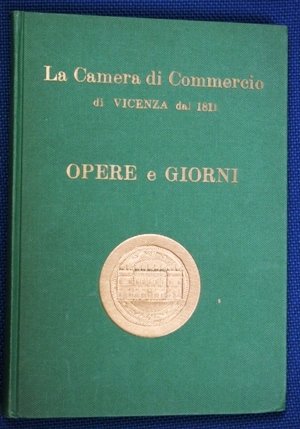 La Camera di Commercio
di VICENZA dal 1811
OPERE e GIORNI